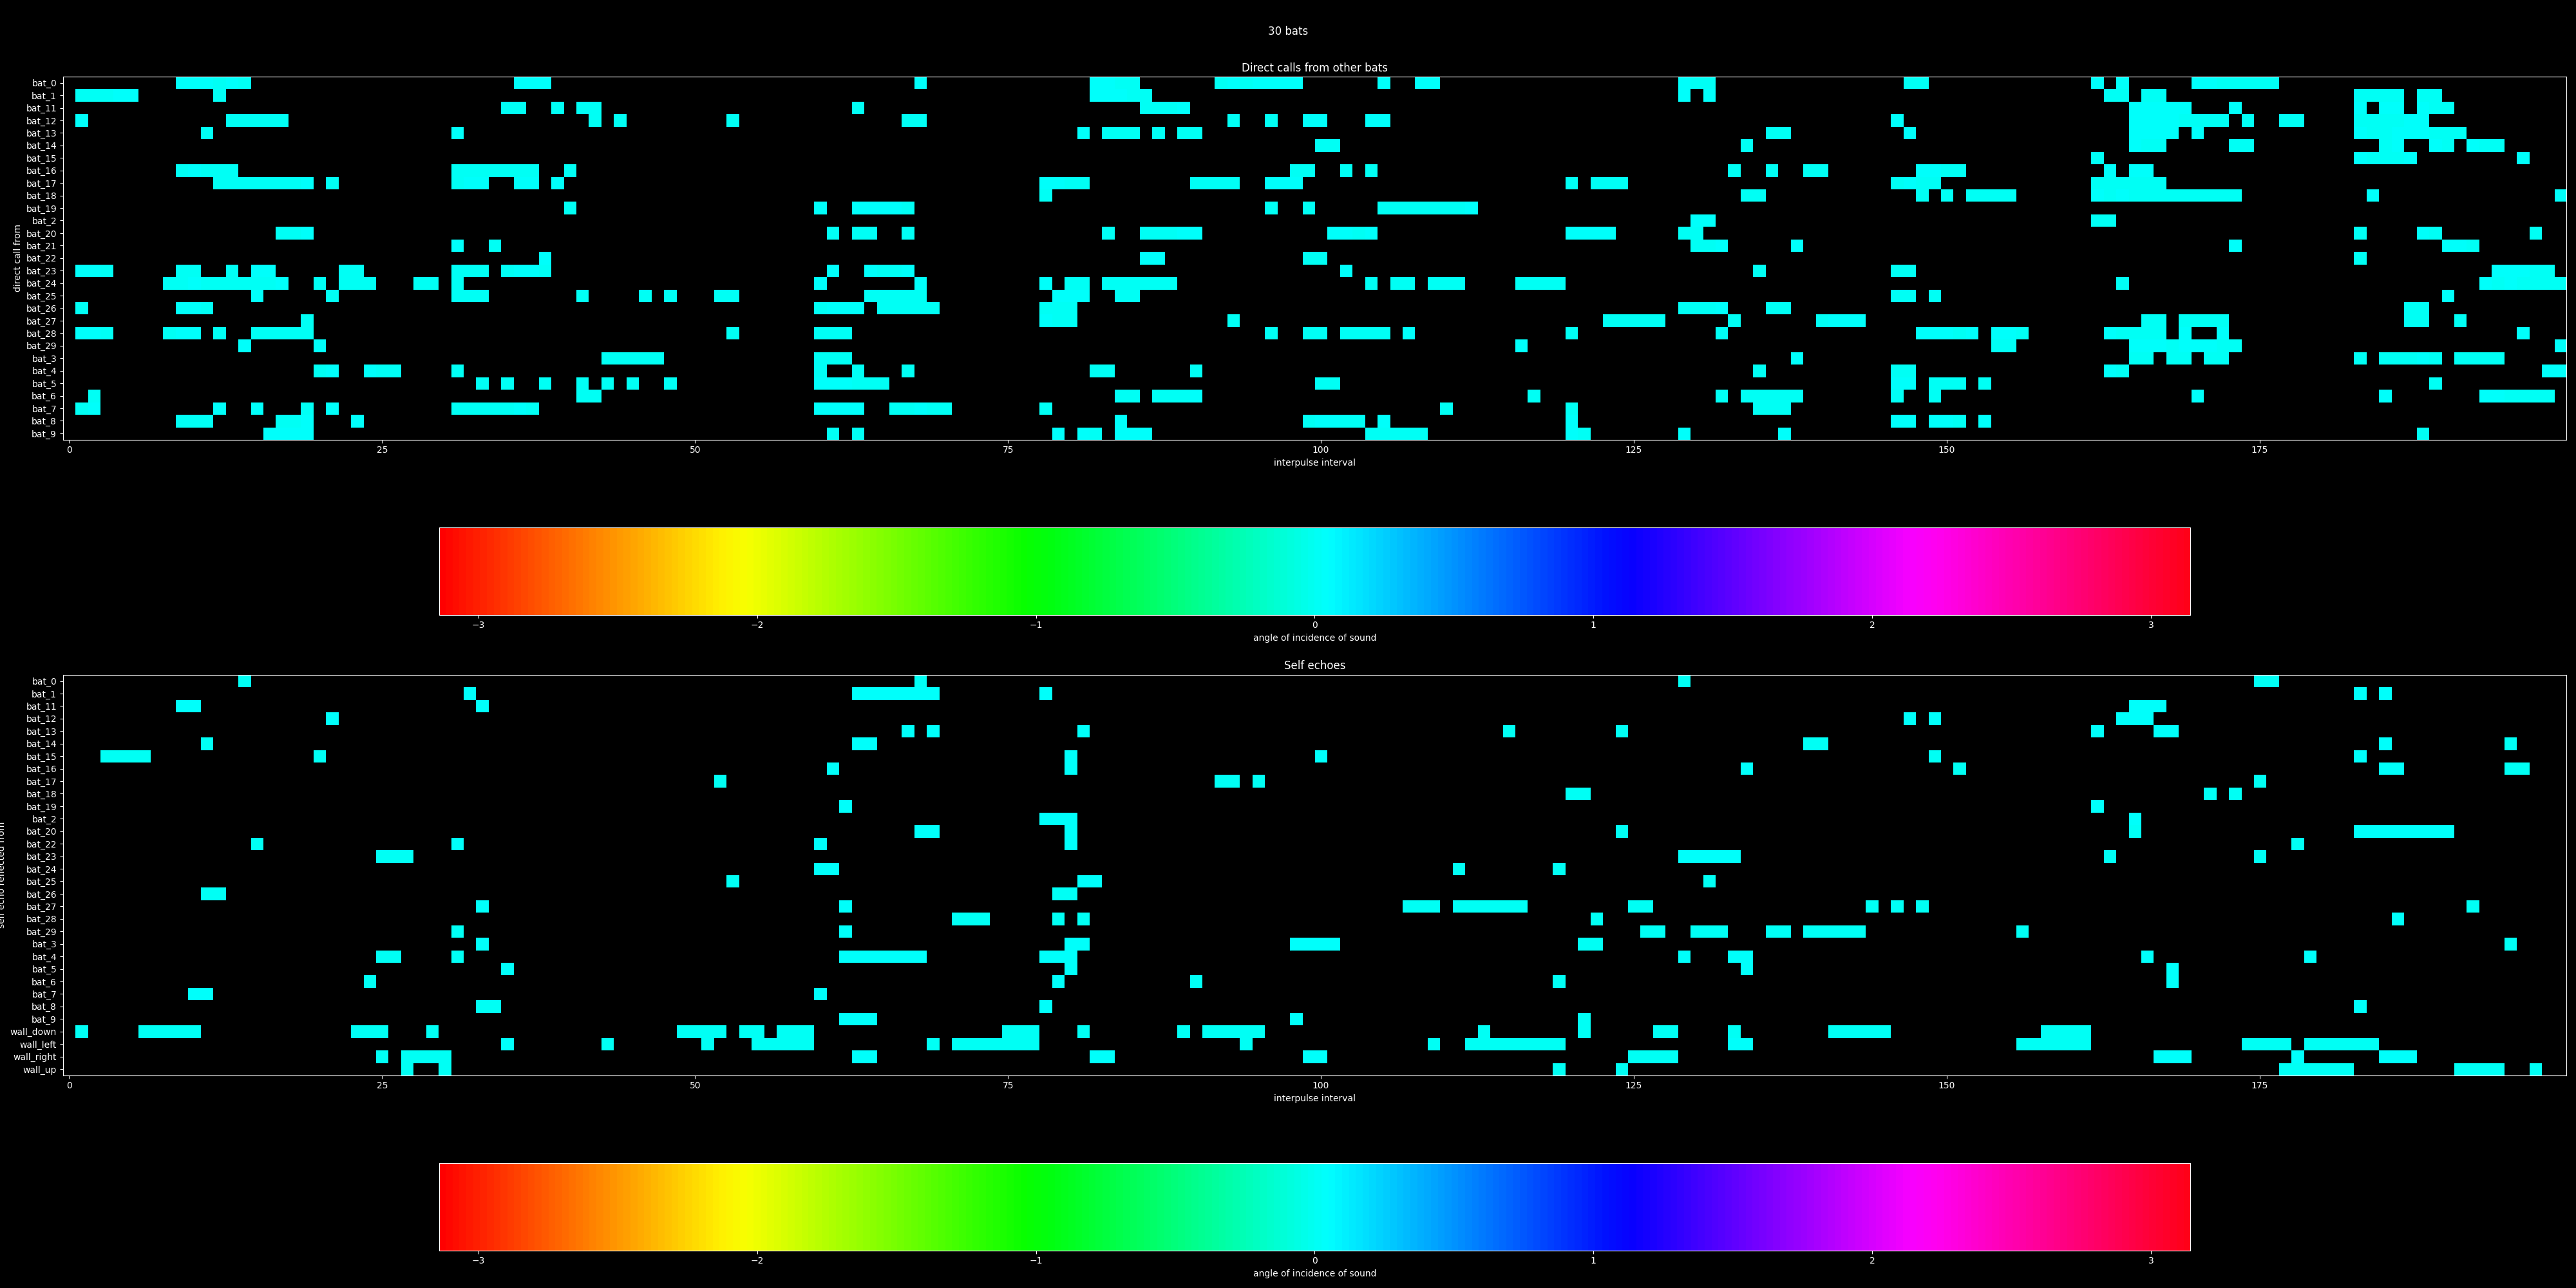 30 bats
Direct calls from other bats
direct call from
bat_0
bat_1
bat_11
bat_12
bat_13
bat_14
bat_15
bat_16
bat_17
bat_18
bat_19
bat_2
bat_20
bat_21
bat_22
bat_23
bat_24
bat_25
bat_26
bat_27
bat_28
bat_29
bat_3
bat_4
bat_5
bat_6
bat_7
bat_8
bat_9
0 25 50 75 100 125 150 175
interpulse interval
−3 −2 −1 0 1 2 3
angle of incidence of sound
Self echoes
self echo reflected from
bat_0
bat_1
bat_11
bat_12
bat_13
bat_14
bat_15
bat_16
bat_17
bat_18
bat_19
bat_2
bat_20
bat_22
bat_23
bat_24
bat_25
bat_26
bat_27
bat_28
bat_29
bat_3
bat_4
bat_5
bat_6
bat_7
bat_8
bat_9
wall_down
wall_left
wall_right
wall_up
0 25 50 75 100 125 150 175
interpulse interval
−3 −2 −1 0 1 2 3
angle of incidence of sound